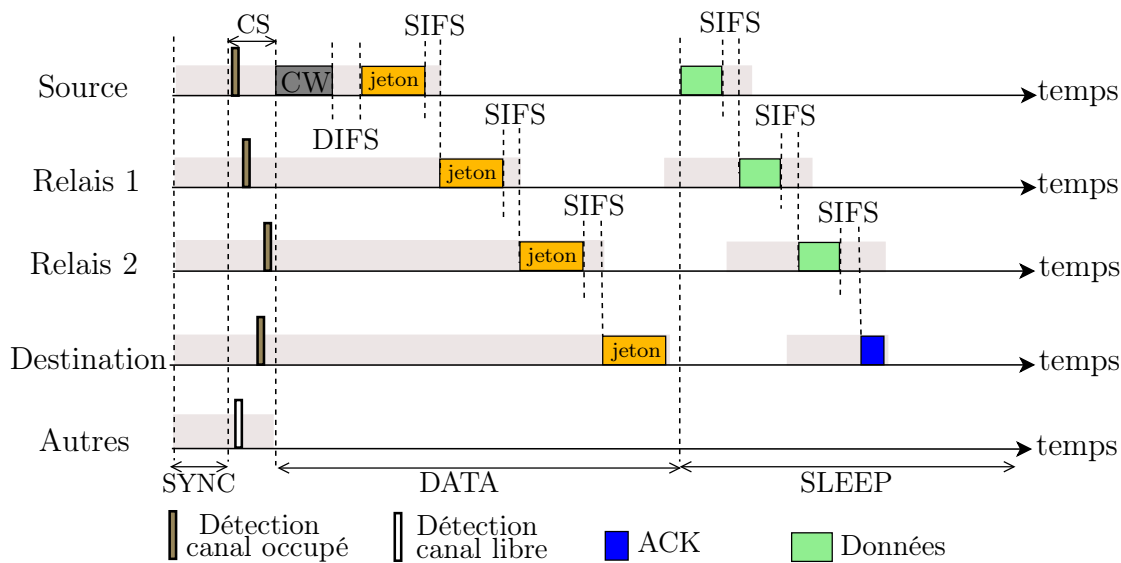 CS
SIFS
SIFS
Source
CW
jeton
temps
DIFS
SIFS
SIFS
Relais 1
jeton
temps
SIFS
SIFS
Relais 2
jeton
temps
Destination
jeton
temps
Autres
temps
SYNC
DATA
SLEEP
Détection
canal occupé
Détection
canal libre
ACK
Données